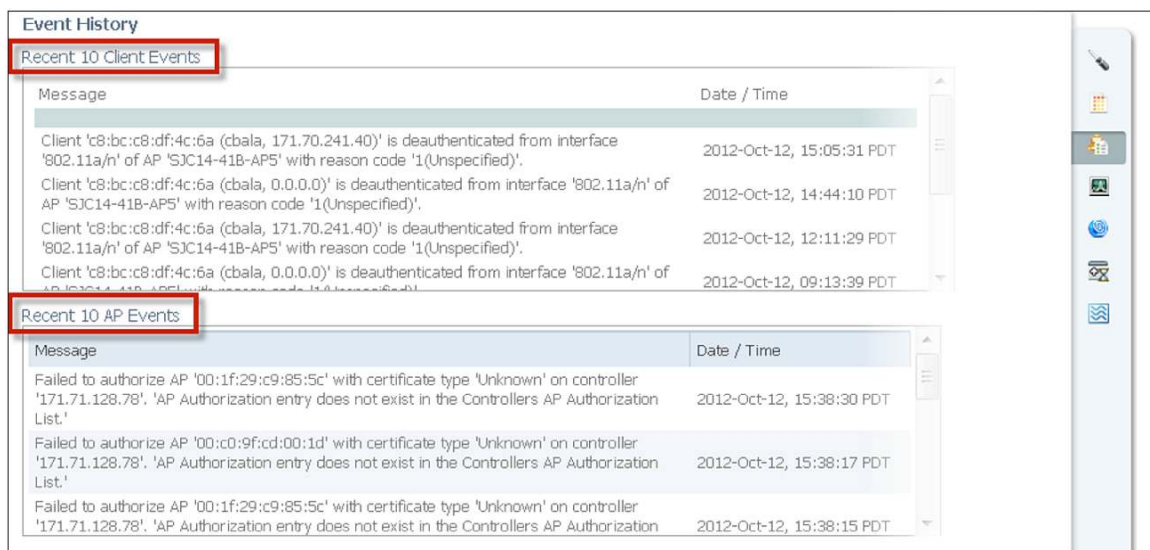 Event History
Recent 10 Client Events
Message Date / Time
Client 'c8:bc:c8:df:4c:6a (cbala, 171.70.241.40)' is deauthenticated from interface
'802.11a/n' of AP 'SJC14-41B-AP5' with reason code '1(Unspecified)'.
2012-Oct-12, 15:05:31 PDT
Client 'c8:bc:c8:df:4c:6a (cbala, 0.0.0.0)' is deauthenticated from interface '802.11a/n' of
AP 'SJC14-41B-AP5' with reason code '1(Unspecified)'.
2012-Oct-12, 14:44:10 PDT
Client 'c8:bc:c8:df:4c:6a (cbala, 171.70.241.40)' is deauthenticated from interface
'802.11a/n' of AP 'SJC14-41B-AP5' with reason code '1(Unspecified)'.
2012-Oct-12, 12:11:29 PDT
Client 'c8:bc:c8:df:4c:6a (cbala, 0.0.0.0)' is deauthenticated from interface '802.11a/n' of
AP 'SJC14-41B-AP5' with reason code '1(Unspecified)'.
2012-Oct-12, 09:13:39 PDT
Recent 10 AP Events
Message Date / Time
Failed to authorize AP '00:1f:29:c9:85:5c' with certificate type 'Unknown' on controller
'171.71.128.78'. 'AP Authorization entry does not exist in the Controllers AP Authorization
List.'
2012-Oct-12, 15:38:30 PDT
Failed to authorize AP '00:c0:9f:cd:00:1d' with certificate type 'Unknown' on controller
'171.71.128.78'. 'AP Authorization entry does not exist in the Controllers AP Authorization
List.'
2012-Oct-12, 15:38:17 PDT
Failed to authorize AP '00:1f:29:c9:85:5c' with certificate type 'Unknown' on controller
'171.71.128.78'. 'AP Authorization entry does not exist in the Controllers AP Authorization
2012-Oct-12, 15:38:15 PDT